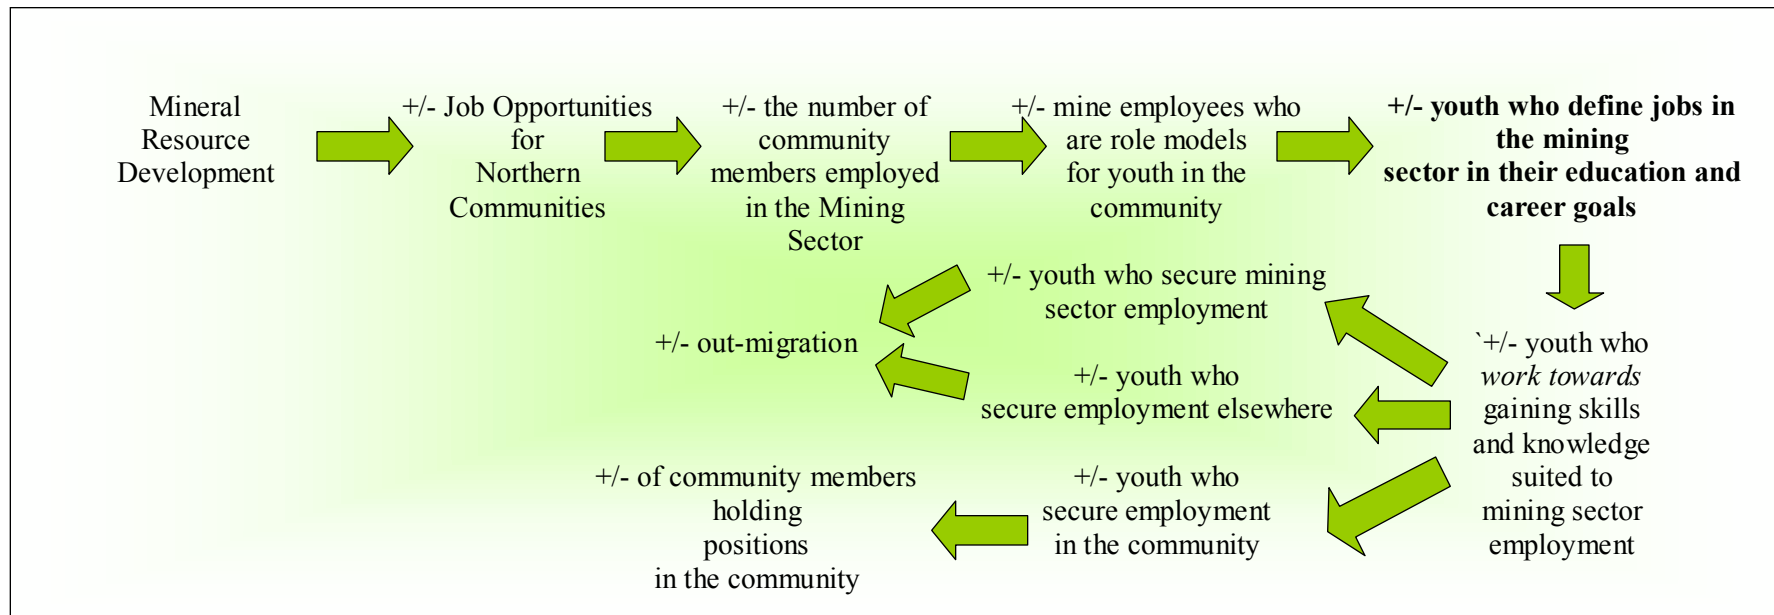 Mineral
Resource
Development
+/- Job Opportunities
for
Northern
Communities
+/- the number of
community
members employed
in the Mining
Sector
+/- mine employees who
are role models
for youth in the
community
+/- youth who define jobs in
the mining
sector in their education and
career goals
`+/- youth who
work towards
gaining skills
and knowledge
suited to
mining sector
employment
+/- youth who secure mining
sector employment
+/- youth who
secure employment elsewhere
+/- out-migration
+/- youth who
secure employment
in the community
+/- of community members
holding
positions
in the community